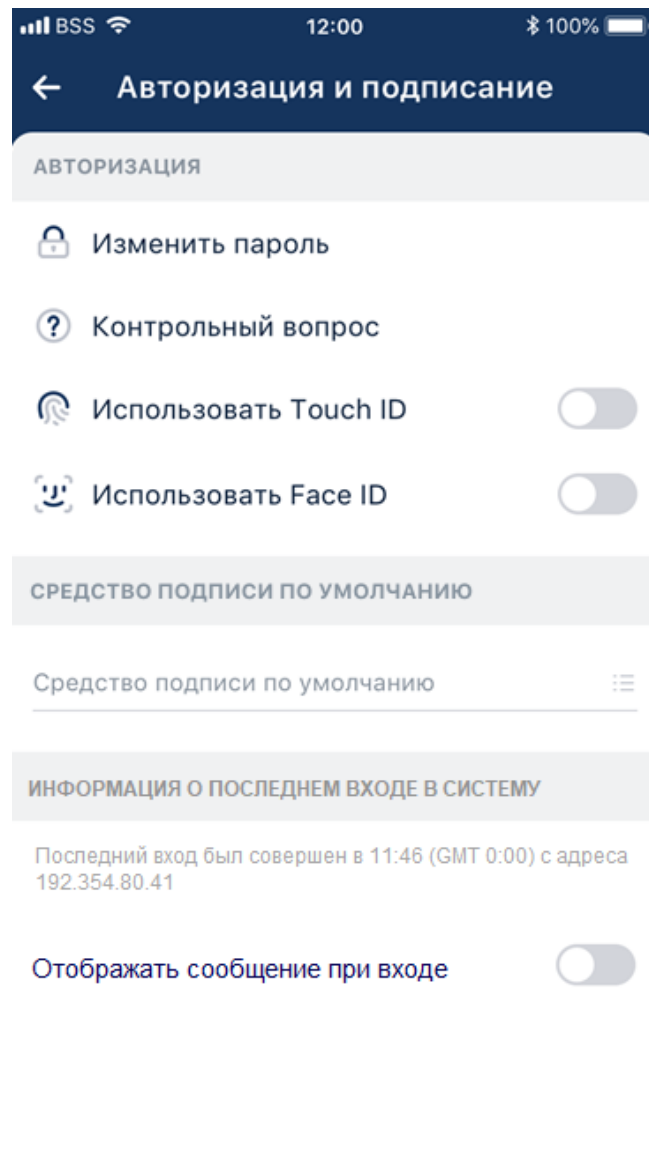 BSS 12:00 100%
Авторизация и подписание
АВТОРИЗАЦИЯ
Изменить пароль
Контрольный вопрос
Использовать Touch ID
Использовать Face ID
СРЕДСТВО ПОДПИСИ ПО УМОЛЧАНИЮ
Средство подписи по умолчанию
ИНФОРМАЦИЯ О ПОСЛЕДНЕМ ВХОДЕ В СИСТЕМУ
Последний вход был совершен в 11:46 (GMT 0:00) с адреса
192.354.80.41
Отображать сообщение при входе